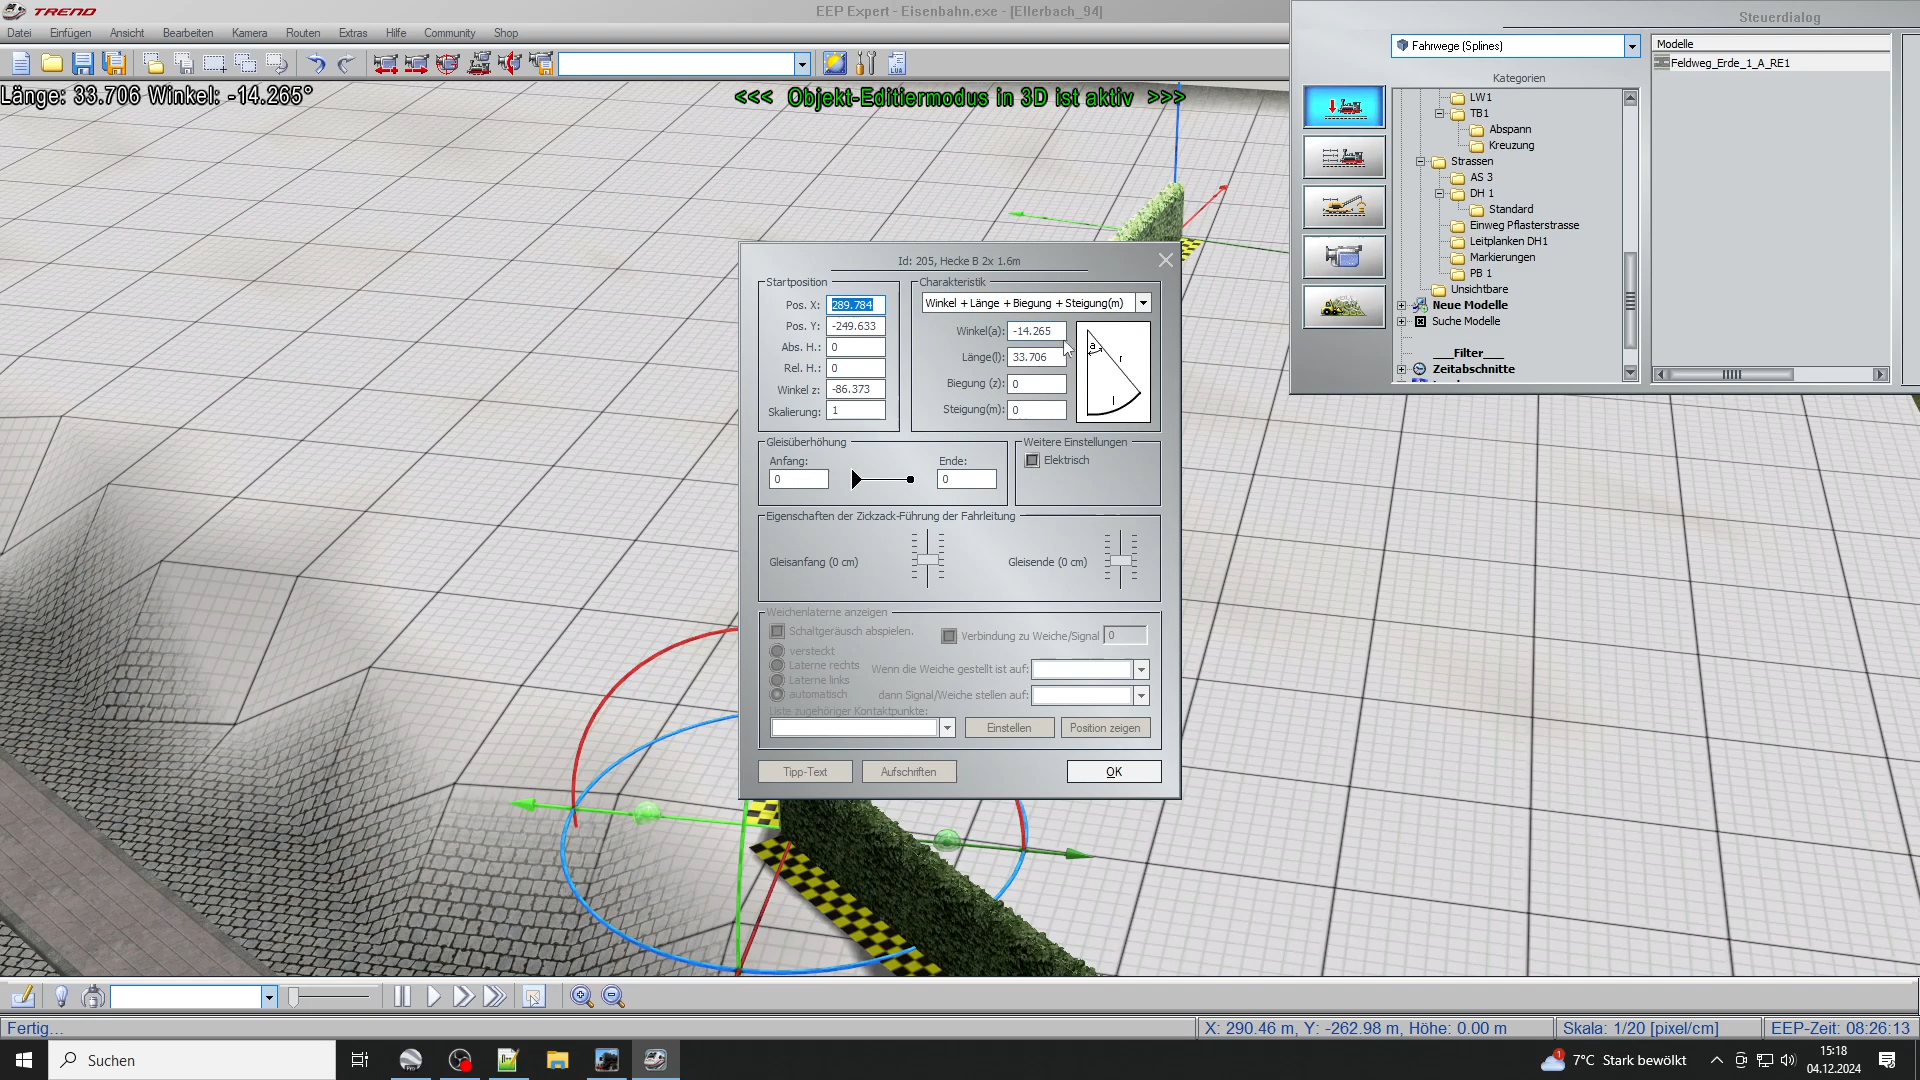 TREND
EEP Expert - Eisenbahn.exe - [Ellerbach_94]
Steuerdialog
Datei Einfügen Ansicht Bearbeiten Kamera Routen Extras Hilfe Community Shop
Fahrwege (Splines)
Kategorien
Modelle
Feldweg_Erde_1_A_RE1
LW1
TB1
Abspann
Kreuzung
Strassen
AS 3
DH 1
Standard
Einweg Pflasterstrasse
Leitplanken DH1
Markierungen
PB 1
Unsichtbare
Neue Modelle
Suche Modelle
___Filter___
Zeitabschnitte
Länge: 33.706 Winkel: -14.265°
<<< Objekt-Editiermodus in 3D ist aktiv >>>
Id: 205, Hecke B 2x 1.6m
Startposition
Pos. X: 289.784
Pos. Y: -249.633
Abs. H.: 0
Rel. H.: 0
Winkel z: -86.373
Skalierung: 1
Charakteristik
Winkel + Länge + Biegung + Steigung(m)
Winkel(a): -14.265
Länge(l): 33.706
Biegung (z): 0
Steigung(m): 0
a
r
l
Gleisüberhöhung
Anfang: Ende:
0 0
Weitere Einstellungen
Elektrisch
Eigenschaften der Zickzack-Führung der Fahrleitung
Gleisanfang (0 cm) Gleisende (0 cm)
Weichenlaterne anzeigen
Schaltgeräusch abspielen. Verbindung zu Weiche/Signal 0
versteckt
Laterne rechts Wenn die Weiche gestellt ist auf:
Laterne links
automatisch dann Signal/Weiche stellen auf:
Liste zugehöriger Kontaktpunkte:
Einstellen Position zeigen
Tipp-Text Aufschriften OK
Fertig...
X: 290.46 m, Y: -262.98 m, Höhe: 0.00 m
Skala: 1/20 [pixel/cm]
EEP-Zeit: 08:26:13
Suchen
7°C Stark bewölkt
15:18
04.12.2024